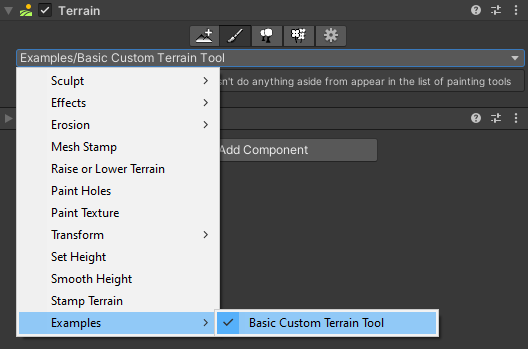 Terrain
Examples/Basic Custom Terrain Tool
n't do anything aside from appear in the list of painting tools
Sculpt
Effects
Erosion
Mesh Stamp
Add Component
Raise or Lower Terrain
Paint Holes
Paint Texture
Transform
Set Height
Smooth Height
Stamp Terrain
Examples
Basic Custom Terrain Tool